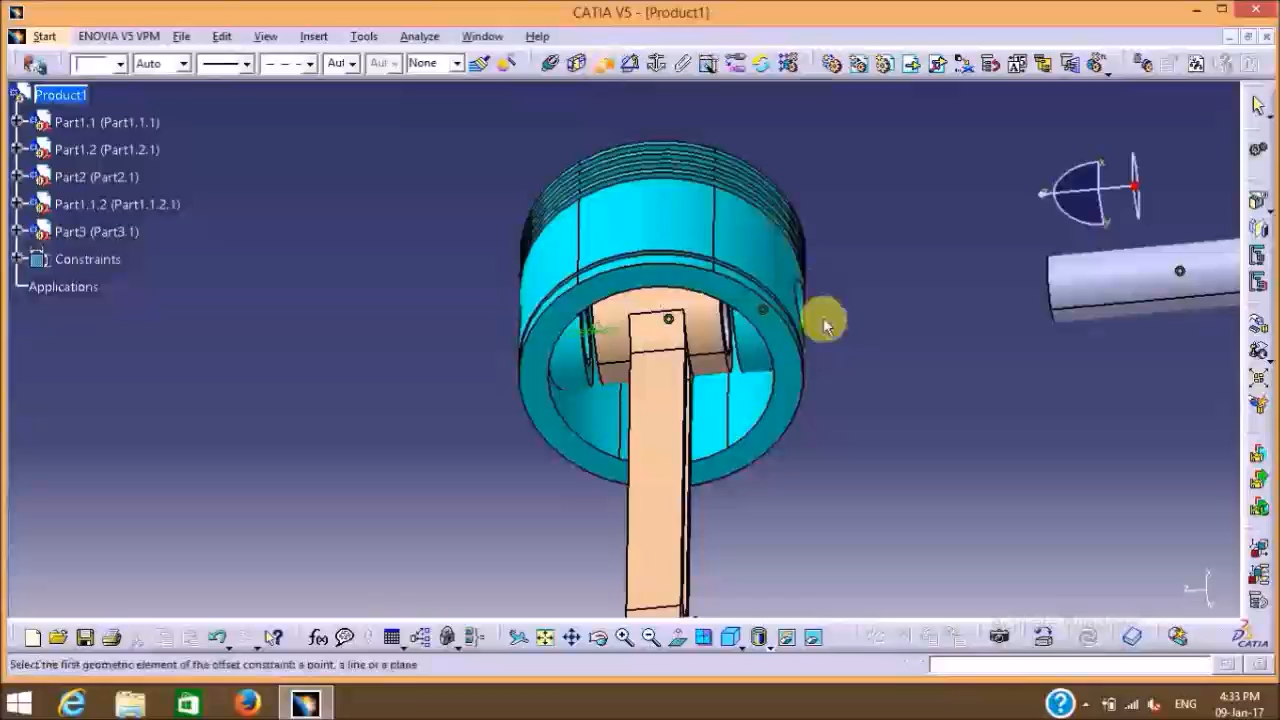 CATIA V5 - [Product1]
Start ENOVIA V5 VPM File Edit View Insert Tools Analyze Window Help
Auto Aut Au None
Product1
Part1.1 (Part1.1.1)
Part1.2 (Part1.2.1)
Part2 (Part2.1)
Part1.1.2 (Part1.1.2.1)
Part3 (Part3.1)
Constraints
Applications
Select the first geometric element of the offset constraint: a point, a line or a plane
CATIA
ENG
4:33 PM
09-Jan-17